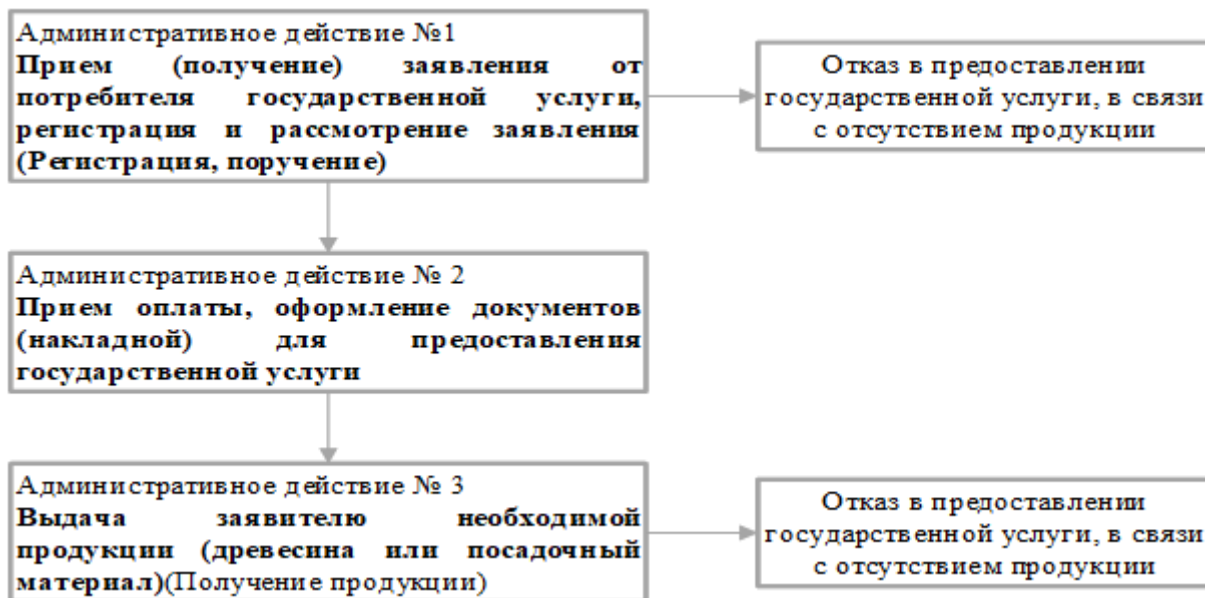 Административное действие №1
Прием (получение) заявления от
потребителя государственной услуги,
регистрация и рассмотрение заявления
(Регистрация, поручение)
Отказ в предоставлении
государственной услуги, в связи
с отсутствием продукции
Административное действие № 2
Прием оплаты, оформление документов
(накладной) для предоставления
государственной услуги
Административное действие № 3
Выдача заявителю необходимой
продукции (древесина или посадочный
материал)(Получение продукции)
Отказ в предоставлении
государственной услуги, в связи
с отсутствием продукции